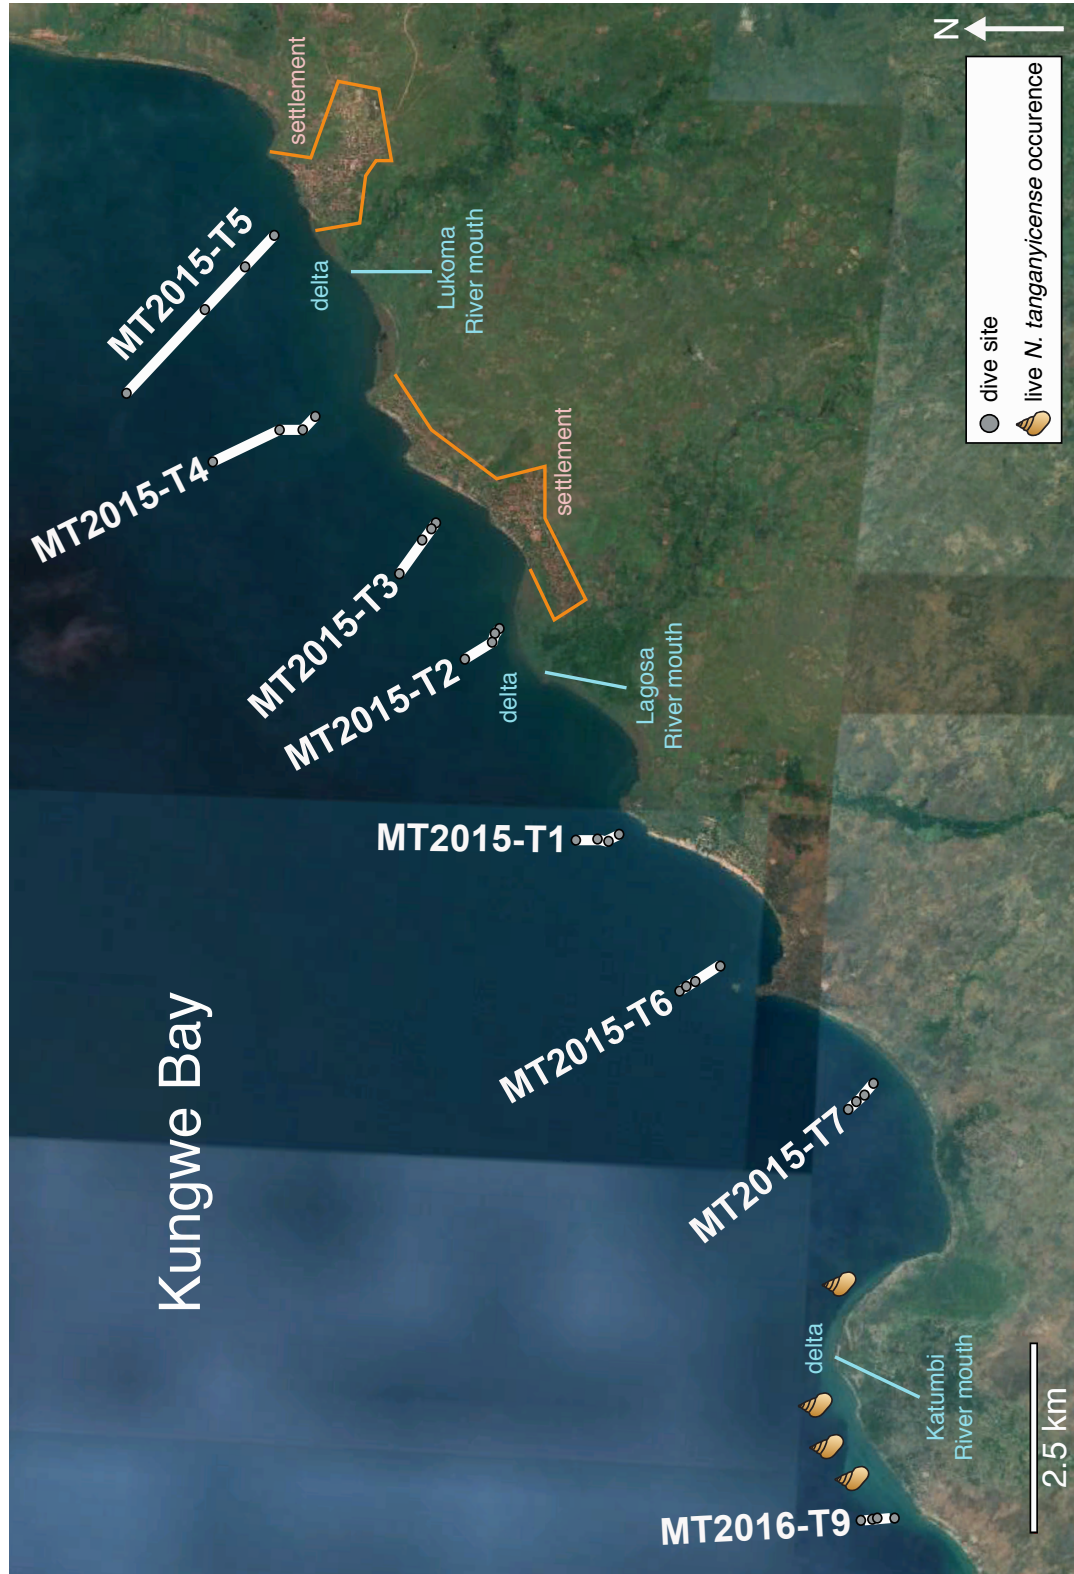 N
dive site
live N. tanganyicense occurence
settlement
MT2015-T5
delta
Lukoma
River mouth
MT2015-T4
settlement
MT2015-T3
MT2015-T2
delta
Lagosa
River mouth
MT2015-T1
Kungwe Bay
MT2015-T6
MT2015-T7
delta
Katumbi
River mouth
MT2016-T9
2.5 km